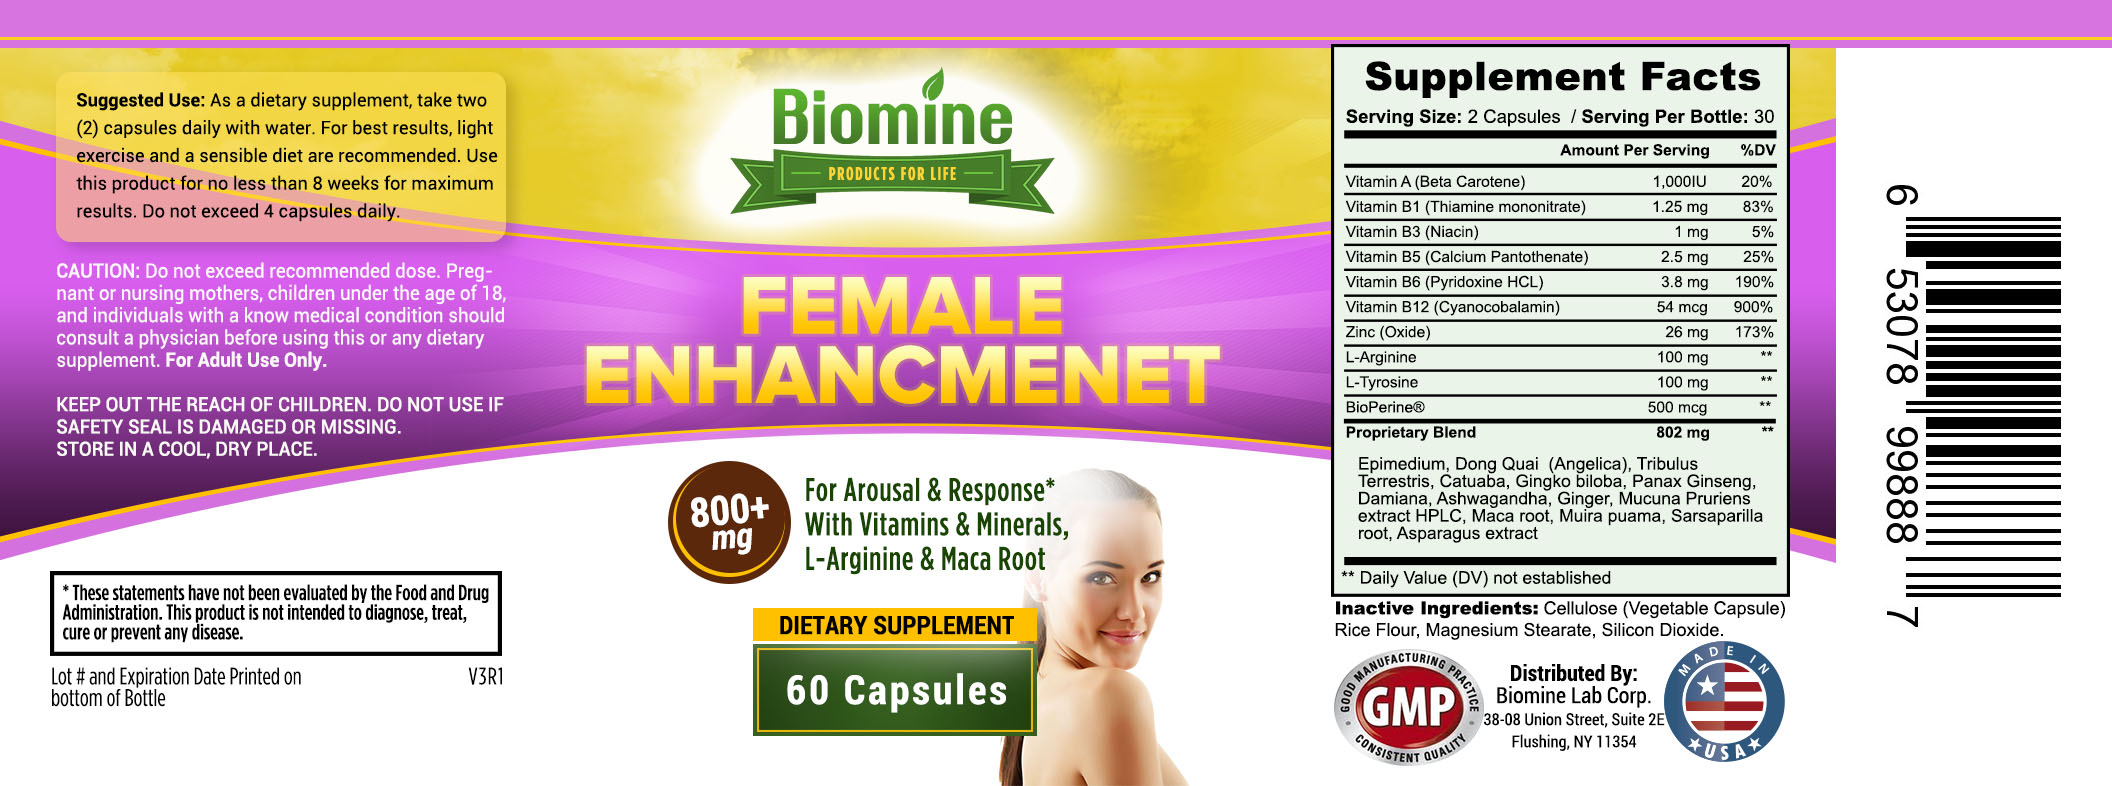 Suggested Use: As a dietary supplement, take two
(2) capsules daily with water. For best results, light
exercise and a sensible diet are recommended. Use
this product for no less than 8 weeks for maximum
results. Do not exceed 4 capsules daily.
CAUTION: Do not exceed recommended dose. Preg-
nant or nursing mothers, children under the age of 18,
and individuals with a know medical condition should
consult a physician before using this or any dietary
supplement. For Adult Use Only.
KEEP OUT THE REACH OF CHILDREN. DO NOT USE IF
SAFETY SEAL IS DAMAGED OR MISSING.
STORE IN A COOL, DRY PLACE.
* These statements have not been evaluated by the Food and Drug
Administration. This product is not intended to diagnose, treat,
cure or prevent any disease.
Lot # and Expiration Date Printed on
bottom of Bottle
V3R1
Biomine
PRODUCTS FOR LIFE
FEMALE
ENHANCMENET
800+
mg
For Arousal & Response*
With Vitamins & Minerals,
L-Arginine & Maca Root
DIETARY SUPPLEMENT
60 Capsules
Supplement Facts
Serving Size: 2 Capsules / Serving Per Bottle: 30
Amount Per Serving %DV
Vitamin A (Beta Carotene) 1,000IU 20%
Vitamin B1 (Thiamine mononitrate) 1.25 mg 83%
Vitamin B3 (Niacin) 1 mg 5%
Vitamin B5 (Calcium Pantothenate) 2.5 mg 25%
Vitamin B6 (Pyridoxine HCL) 3.8 mg 190%
Vitamin B12 (Cyanocobalamin) 54 mcg 900%
Zinc (Oxide) 26 mg 173%
L-Arginine 100 mg **
L-Tyrosine 100 mg **
BioPerine® 500 mcg **
Proprietary Blend 802 mg **
Epimedium, Dong Quai (Angelica), Tribulus
Terrestris, Catuaba, Gingko biloba, Panax Ginseng,
Damiana, Ashwagandha, Ginger, Mucuna Pruriens
extract HPLC, Maca root, Muira puama, Sarsaparilla
root, Asparagus extract
** Daily Value (DV) not established
Inactive Ingredients: Cellulose (Vegetable Capsule)
Rice Flour, Magnesium Stearate, Silicon Dioxide.
GOOD MANUFACTURING PRACTICE
GMP
CONSISTENT QUALITY
Distributed By:
Biomine Lab Corp.
38-08 Union Street, Suite 2E
Flushing, NY 11354
MADE IN
USA
6 53078 99888 7